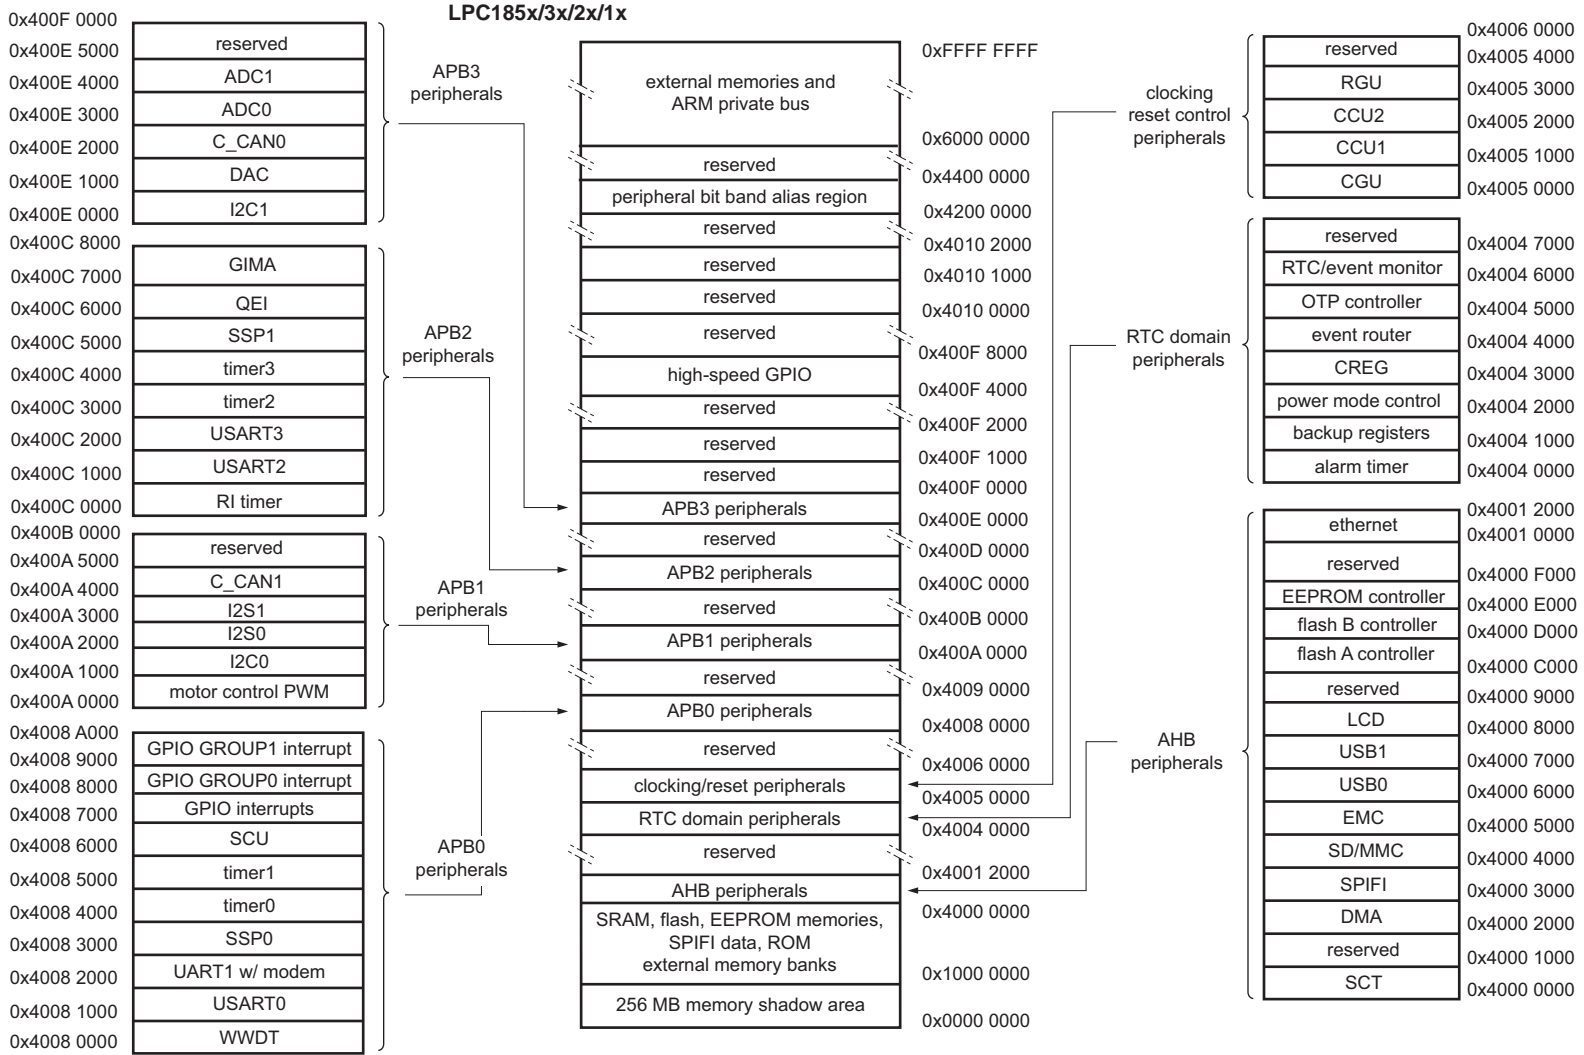 LPC185x/3x/2x/1x
0x400F 0000
reserved
0x400E 5000
ADC1
0x400E 4000
ADC0
0x400E 3000
C_CAN0
0x400E 2000
DAC
0x400E 1000
I2C1
0x400E 0000
APB3
peripherals
0x400C 8000
GIMA
0x400C 7000
QEI
0x400C 6000
SSP1
0x400C 5000
timer3
0x400C 4000
timer2
0x400C 3000
USART3
0x400C 2000
USART2
0x400C 1000
RI timer
0x400C 0000
APB2
peripherals
0x400B 0000
reserved
0x400A 5000
C_CAN1
0x400A 4000
I2S1
0x400A 3000
I2S0
0x400A 2000
I2C0
0x400A 1000
motor control PWM
0x400A 0000
APB1
peripherals
0x4008 A000
GPIO GROUP1 interrupt
0x4008 9000
GPIO GROUP0 interrupt
0x4008 8000
GPIO interrupts
0x4008 7000
SCU
0x4008 6000
timer1
0x4008 5000
timer0
0x4008 4000
SSP0
0x4008 3000
UART1 w/ modem
0x4008 2000
USART0
0x4008 1000
WWDT
0x4008 0000
APB0
peripherals
0xFFFF FFFF
external memories and
ARM private bus
0x6000 0000
reserved
0x4400 0000
peripheral bit band alias region
0x4200 0000
reserved
0x4010 2000
reserved
0x4010 1000
reserved
0x4010 0000
reserved
0x400F 8000
high-speed GPIO
0x400F 4000
reserved
0x400F 2000
reserved
0x400F 1000
reserved
0x400F 0000
APB3 peripherals
0x400E 0000
reserved
0x400D 0000
APB2 peripherals
0x400C 0000
reserved
0x400B 0000
APB1 peripherals
0x400A 0000
reserved
0x4009 0000
APB0 peripherals
0x4008 0000
reserved
0x4006 0000
clocking/reset peripherals
0x4005 0000
RTC domain peripherals
0x4004 0000
reserved
0x4001 2000
AHB peripherals
0x4000 0000
SRAM, flash, EEPROM memories,
SPIFI data, ROM
external memory banks
0x1000 0000
256 MB memory shadow area
0x0000 0000
clocking
reset control
peripherals
0x4006 0000
reserved
0x4005 4000
RGU
0x4005 3000
CCU2
0x4005 2000
CCU1
0x4005 1000
CGU
0x4005 0000
RTC domain
peripherals
reserved
0x4004 7000
RTC/event monitor
0x4004 6000
OTP controller
0x4004 5000
event router
0x4004 4000
CREG
0x4004 3000
power mode control
0x4004 2000
backup registers
0x4004 1000
alarm timer
0x4004 0000
AHB
peripherals
0x4001 2000
ethernet
0x4001 0000
reserved
0x4000 F000
EEPROM controller
0x4000 E000
flash B controller
0x4000 D000
flash A controller
0x4000 C000
reserved
0x4000 9000
LCD
0x4000 8000
USB1
0x4000 7000
USB0
0x4000 6000
EMC
0x4000 5000
SD/MMC
0x4000 4000
SPIFI
0x4000 3000
DMA
0x4000 2000
reserved
0x4000 1000
SCT
0x4000 0000